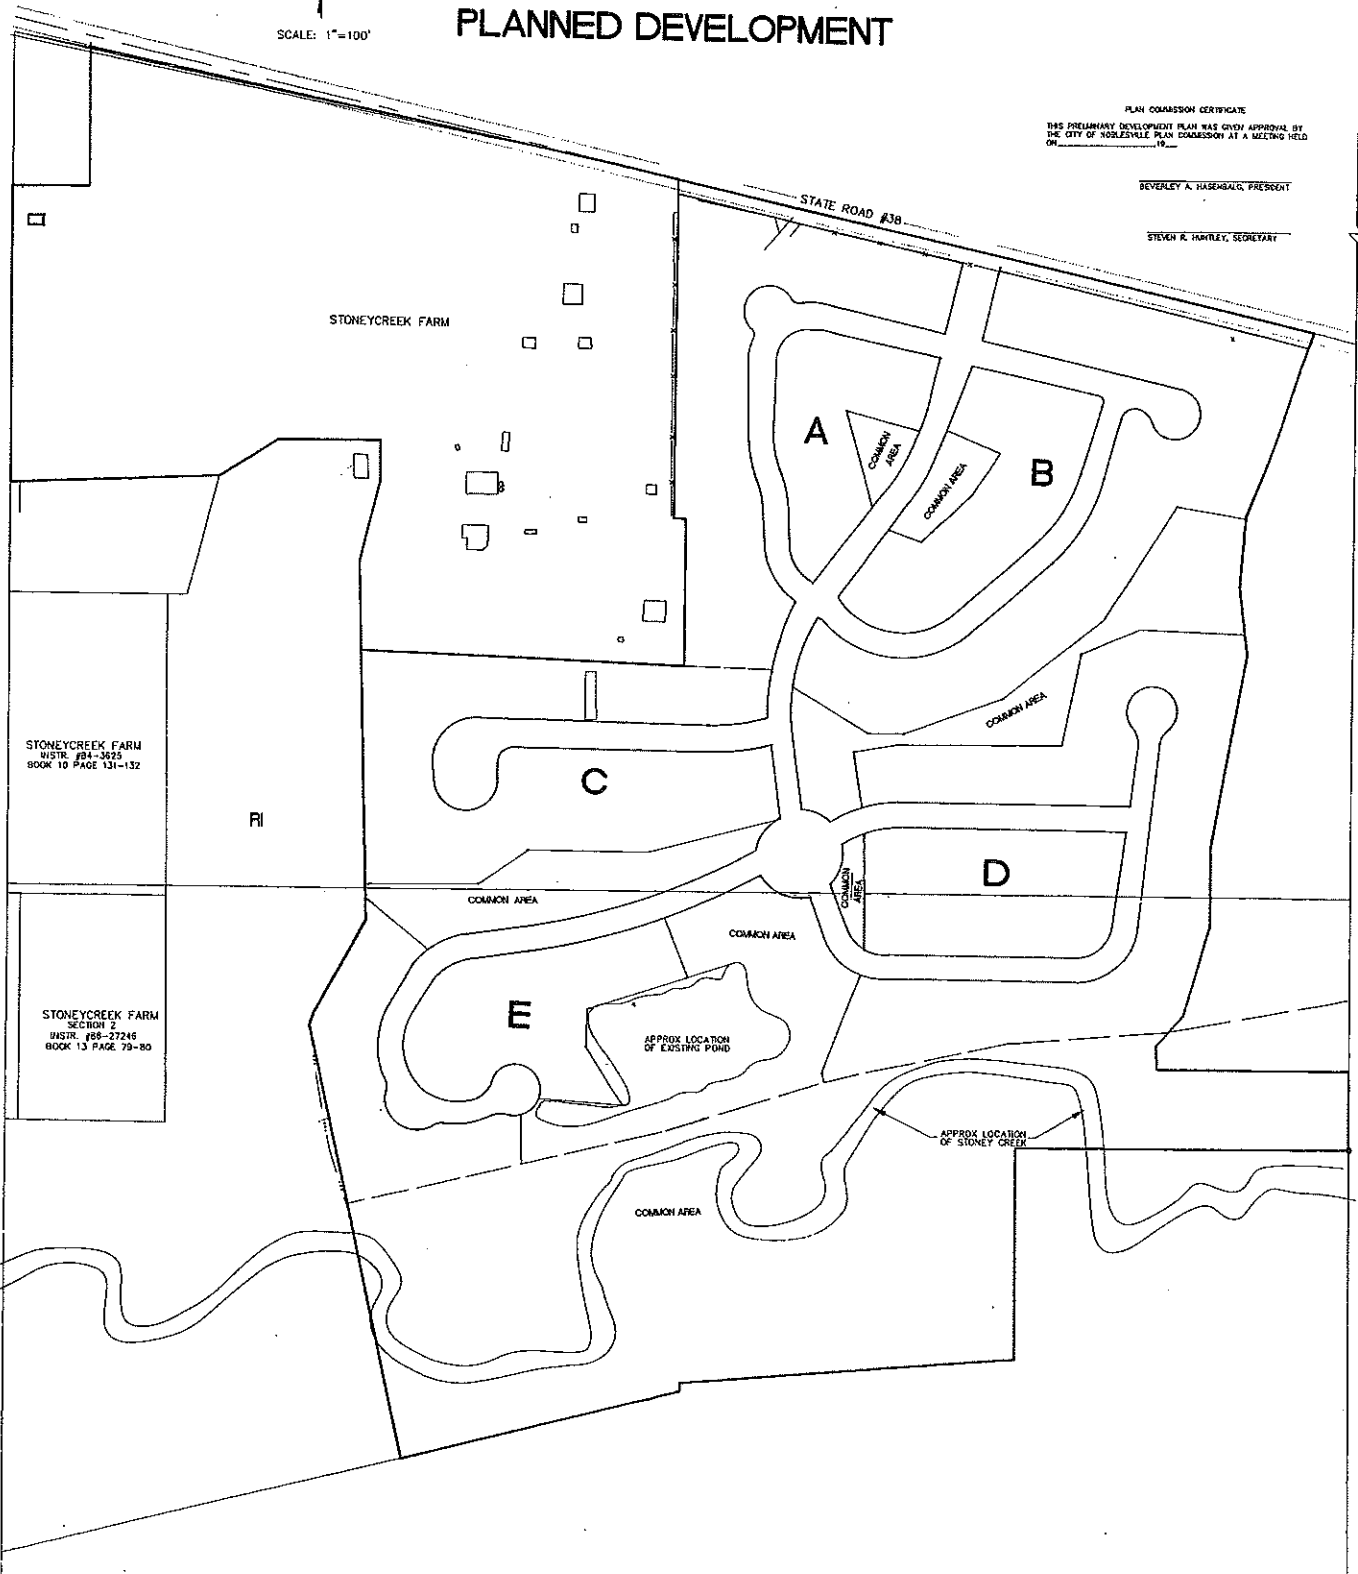 SCALE: 1"=100'
PLANNED DEVELOPMENT
PLAN COMMISSION CERTIFICATE
THIS PRELIMINARY DEVELOPMENT PLAN WAS GIVEN APPROVAL BY
THE CITY OF NOBLESVILLE PLAN COMMISSION AT A MEETING HELD
ON__________19__
BEVERLEY A. HASENBALG, PRESIDENT
STEVEN R. HUNTLEY, SECRETARY
STATE ROAD #38
STONEYCREEK FARM
A
COMMON
AREA
COMMON AREA
B
COMMON AREA
STONEYCREEK FARM
INSTR. #84-3625
BOOK 10 PAGE 131-132
RI
C
D
COMMON
AREA
COMMON AREA
COMMON AREA
STONEYCREEK FARM
SECTION 2
INSTR. #86-27246
BOOK 13 PAGE 79-80
E
APPROX LOCATION
OF EXISTING POND
APPROX LOCATION
OF STONEY CREEK
COMMON AREA